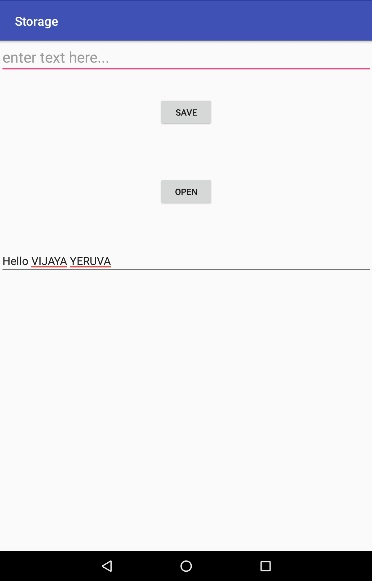 Storage
enter text here...
SAVE
OPEN
Hello VIJAYA YERUVA